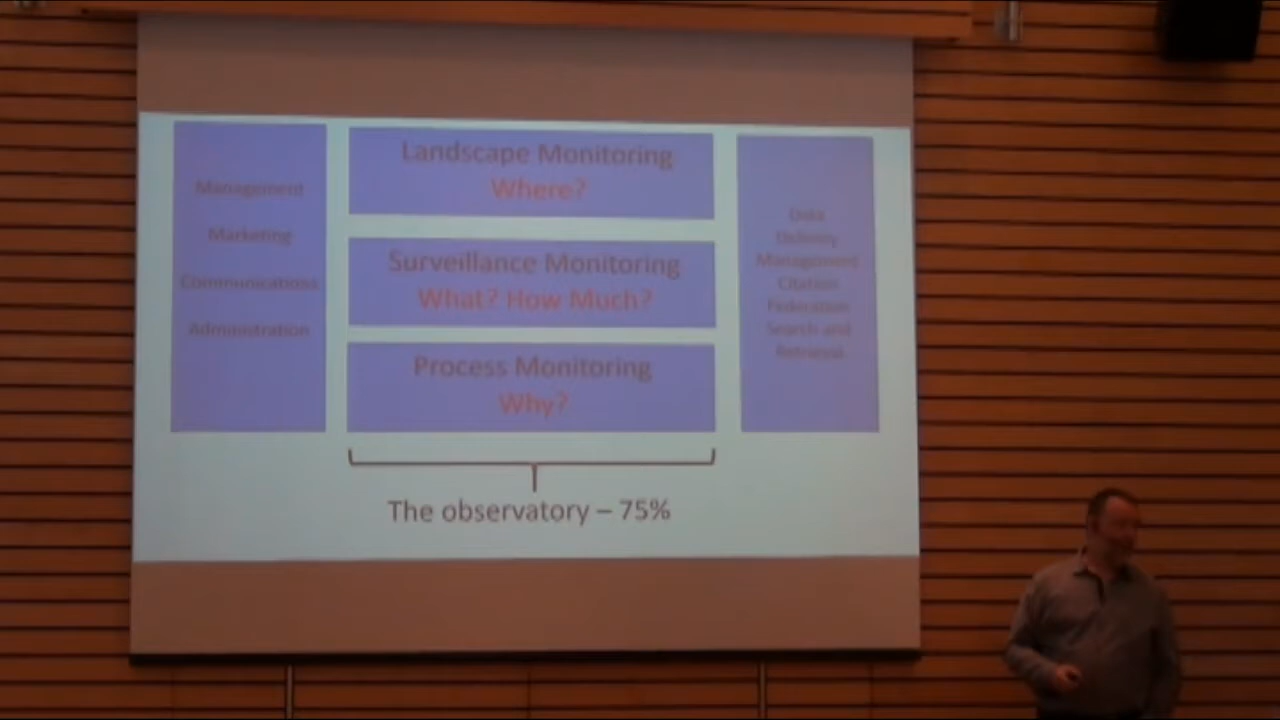 Management
Marketing
Communications
Administration
Landscape Monitoring
Where?
Surveillance Monitoring
What? How Much?
Process Monitoring
Why?
The observatory – 75%
Data
Delivery
Management
Citation
Federation
Search and
Retrieval